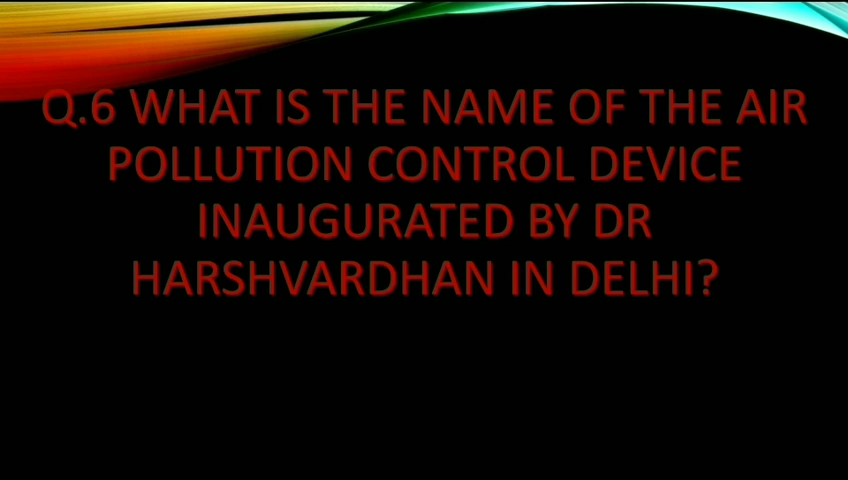 Q.6 WHAT IS THE NAME OF THE AIR
POLLUTION CONTROL DEVICE
INAUGURATED BY DR
HARSHVARDHAN IN DELHI?